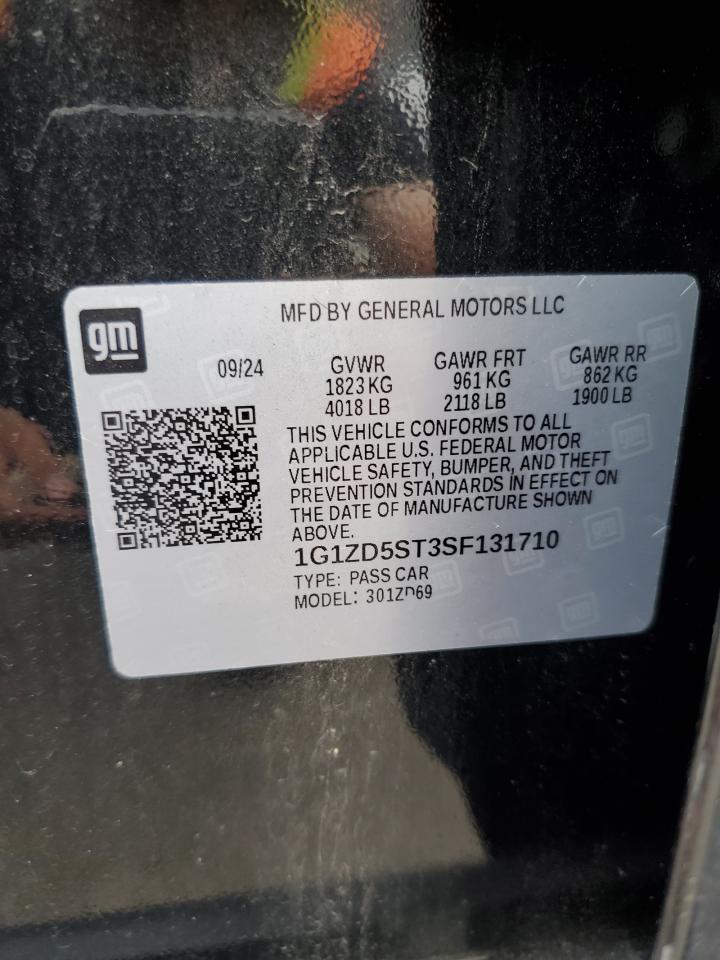 gm
MFD BY GENERAL MOTORS LLC
09/24
GVWR
1823 KG
4018 LB
GAWR FRT
961 KG
2118 LB
GAWR RR
862 KG
1900 LB
THIS VEHICLE CONFORMS TO ALL
APPLICABLE U.S. FEDERAL MOTOR
VEHICLE SAFETY, BUMPER, AND THEFT
PREVENTION STANDARDS IN EFFECT ON
THE DATE OF MANUFACTURE SHOWN
ABOVE.
1G1ZD5ST3SF131710
TYPE: PASS CAR
MODEL: 301ZD69